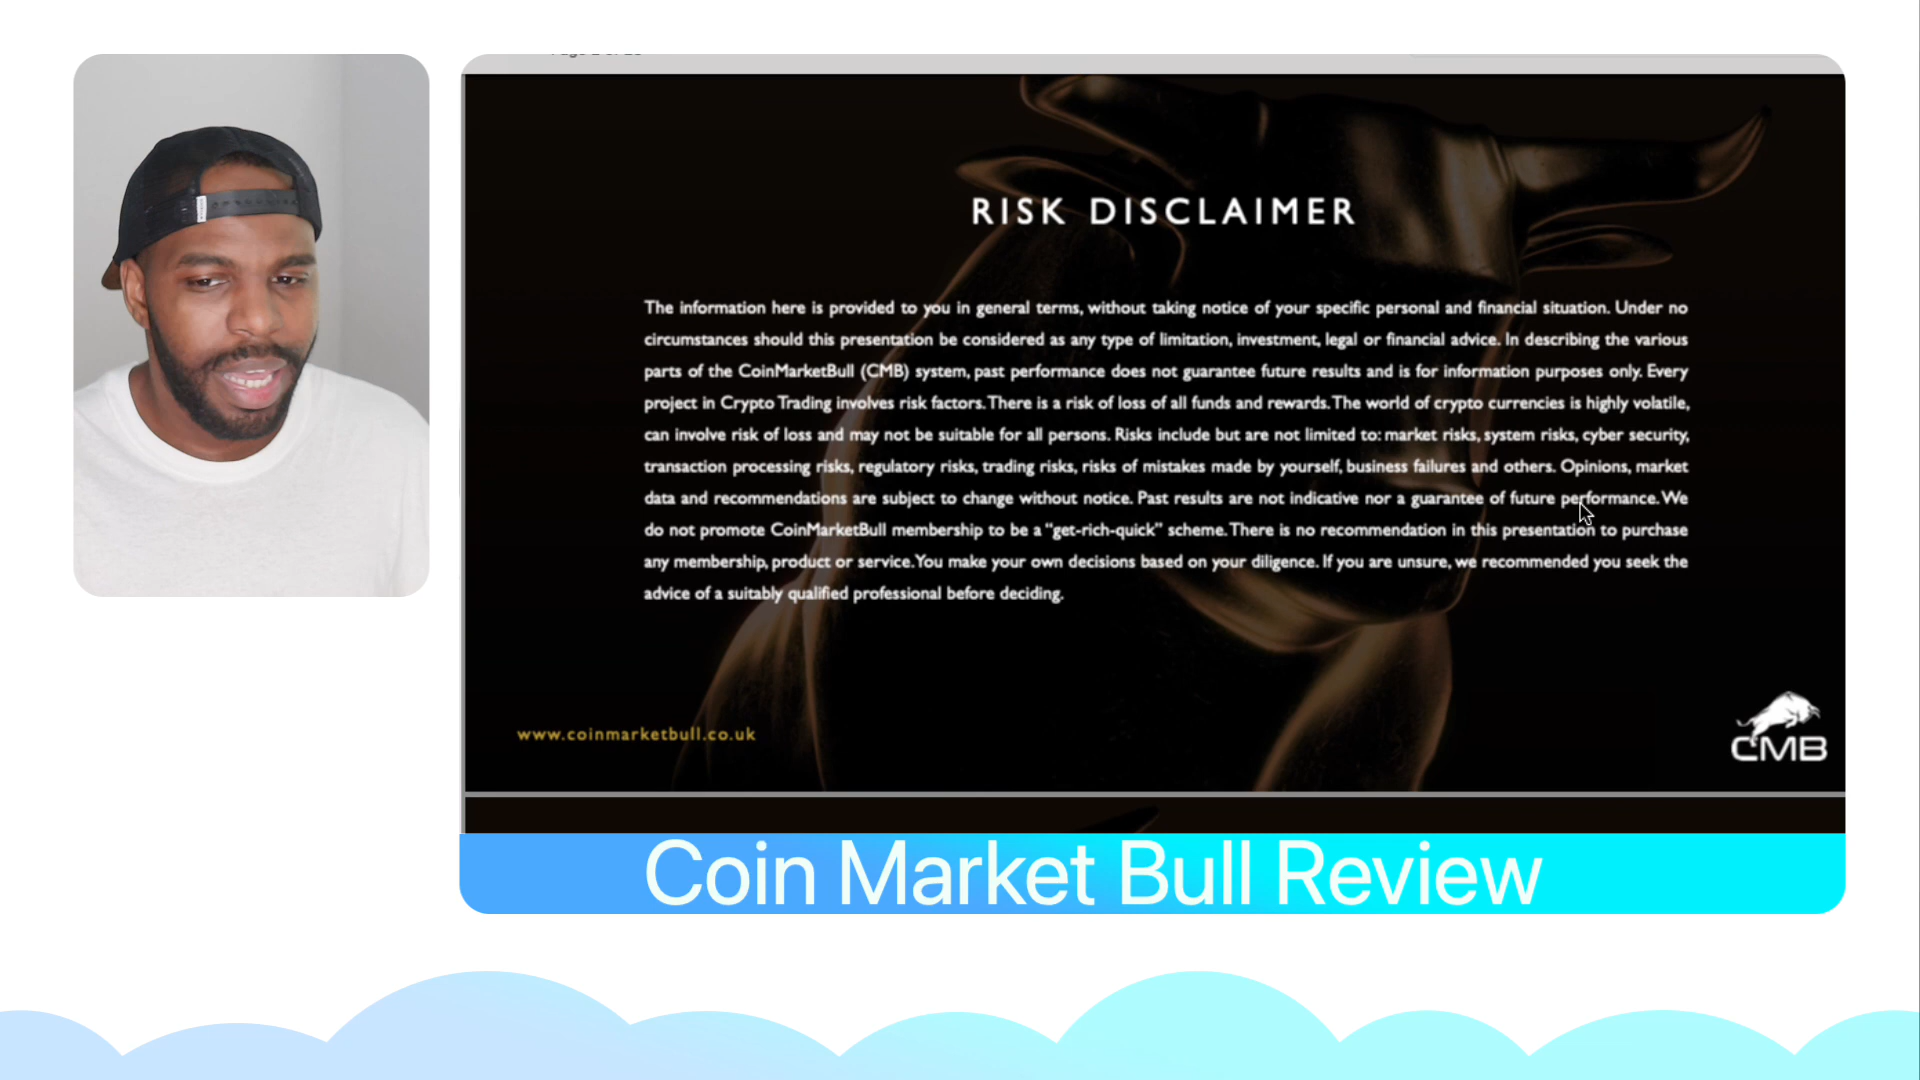 RISK DISCLAIMER
The information here is provided to you in general terms, without taking notice of your specific personal and financial situation. Under no
circumstances should this presentation be considered as any type of limitation, investment, legal or financial advice. In describing the various
parts of the CoinMarketBull (CMB) system, past performance does not guarantee future results and is for information purposes only. Every
project in Crypto Trading involves risk factors. There is a risk of loss of all funds and rewards. The world of crypto currencies is highly volatile,
can involve risk of loss and may not be suitable for all persons. Risks include but are not limited to: market risks, system risks, cyber security,
transaction processing risks, regulatory risks, trading risks, risks of mistakes made by yourself, business failures and others. Opinions, market
data and recommendations are subject to change without notice. Past results are not indicative nor a guarantee of future performance. We
do not promote CoinMarketBull membership to be a “get-rich-quick” scheme. There is no recommendation in this presentation to purchase
any membership, product or service. You make your own decisions based on your diligence. If you are unsure, we recommended you seek the
advice of a suitably qualified professional before deciding.
www.coinmarketbull.co.uk
CMB
Coin Market Bull Review